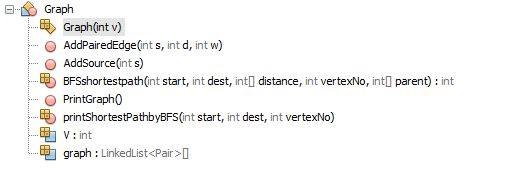 Graph
Graph(int v)
AddPairedEdge(int s, int d, int w)
AddSource(int s)
BFSshortestpath(int start, int dest, int[] distance, int vertexNo, int[] parent) : int
PrintGraph()
printShortestPathbyBFS(int start, int dest, int vertexNo)
V : int
graph : LinkedList<Pair>[]